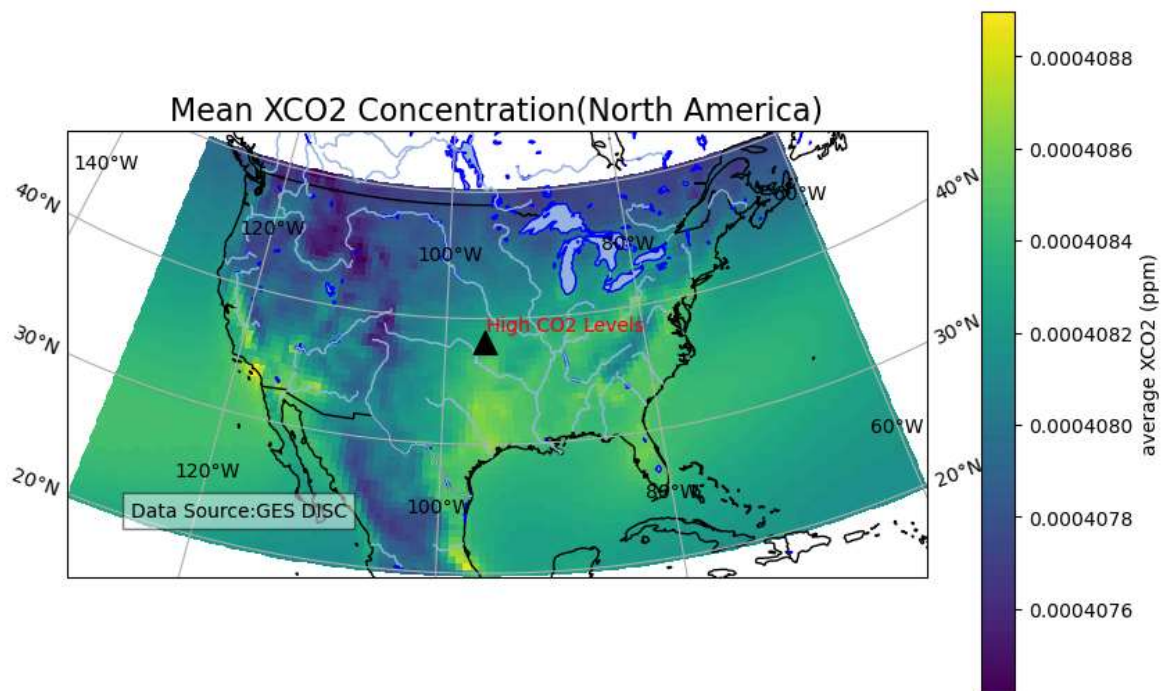 Mean XCO2 Concentration(North America)
140°W
40°N
40°N
60°W
120°W
100°W
80°W
30°N
30°N
High CO2 Levels
60°W
120°W
20°N
20°N
100°W
80°W
Data Source:GES DISC
0.0004088
0.0004086
0.0004084
0.0004082
0.0004080
0.0004078
0.0004076
average XCO2 (ppm)